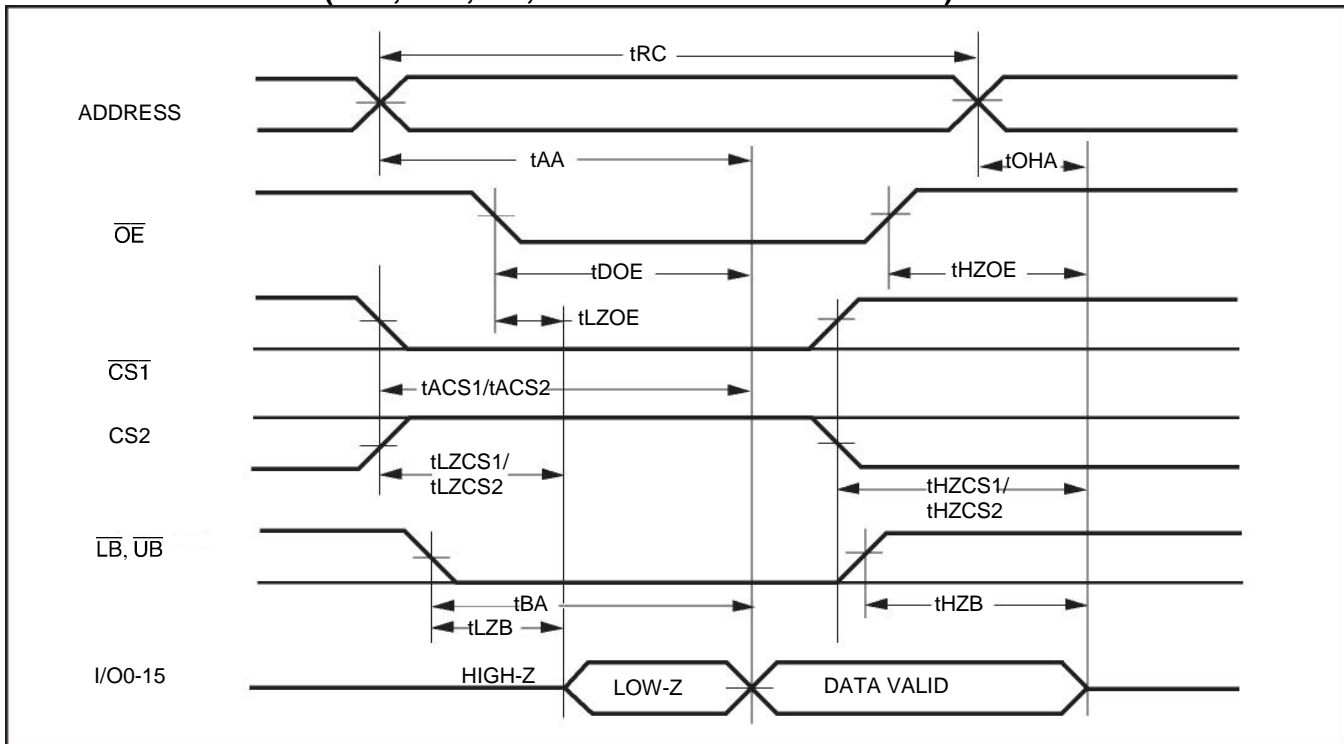 tRC
ADDRESS
tAA
tOHA
OE
tDOE
tHZOE
tLZOE
CS1
tACS1/tACS2
CS2
tLZCS1/
tLZCS2
tHZCS1/
tHZCS2
LB, UB
tBA
tHZB
tLZB
I/O0-15
HIGH-Z
LOW-Z
DATA VALID